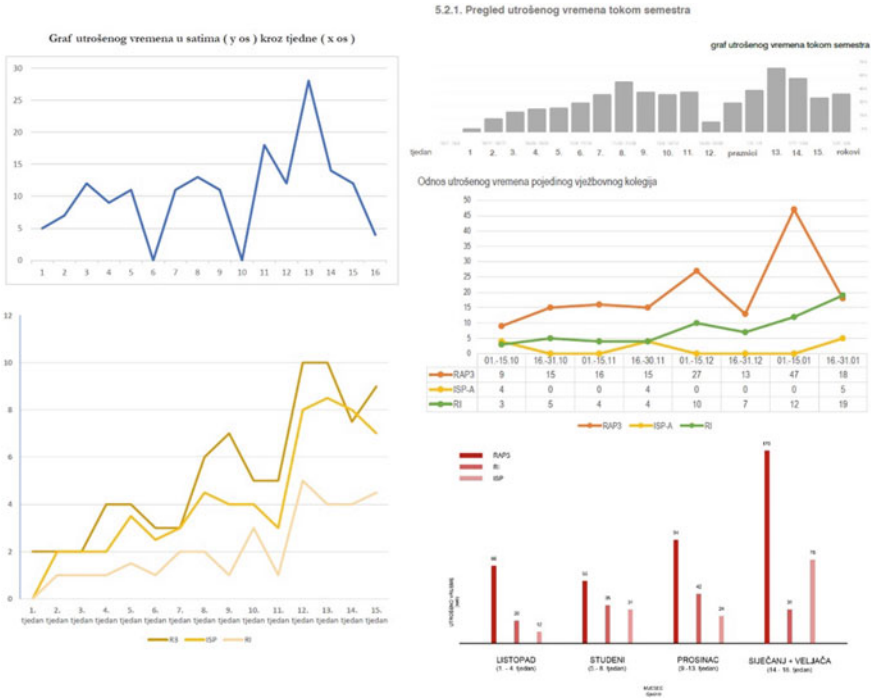 5.2.1. Pregled utrošenog vremena tokom semestra
Graf utrošenog vremena u satima ( y os ) kroz tjedne ( x os )
30
25
20
15
10
5
0
1 2 3 4 5 6 7 8 9 10 11 12 13 14 15 16
graf utrošenog vremena tokom semestra
tjedan 1 2. 3. 4. 5. 6. 7. 8. 9. 10. 11. 12. praznici 13. 14. 15. rokovi
Odnos utrošenog vremena pojedinog vježbovnog kolegija
50
45
40
35
30
25
20
15
10
5
0
01.-15.10 16.-31.10 01.-15.11 16.-30.11 01.-15.12 16.-31.12 01.-15.01 16.-31.01
RAP3 9 15 16 15 27 13 47 18
ISP-A 4 0 0 4 0 0 0 5
RI 3 5 4 4 10 7 12 19
RAP3 ISP-A RI
12
10
8
6
4
2
0
1. 2. 3. 4. 5. 6. 7. 8. 9. 10. 11. 12. 13. 14. 15.
tjedan tjedan tjedan tjedan tjedan tjedan tjedan tjedan tjedan tjedan tjedan tjedan tjedan tjedan tjedan
R3 ISP RI
RAP3
RI
ISP
UTROŠENO VRIJEME
LISTOPAD STUDENI PROSINAC SIJEČANJ + VELJAČA
(1. - 4. tjedan)
MJESEC